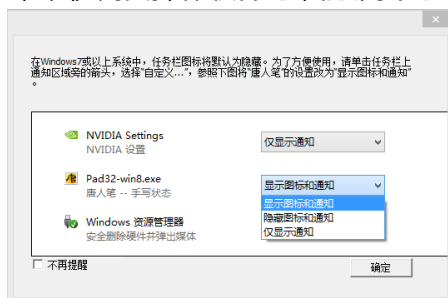 在Windows7或以上系统中，任务栏图标将默认为隐藏。为了方便使用，请单击任务栏上
通知区域旁的箭头，选择"自定义..."，参照下图将"唐人笔"的设置改为"显示图标和通知"
。
NVIDIA Settings
NVIDIA 设置
仅显示通知
Pad32-win8.exe
唐人笔 -- 手写状态
显示图标和通知
显示图标和通知
隐藏图标和通知
仅显示通知
Windows 资源管理器
安全删除硬件并弹出媒体
不再提醒
确定